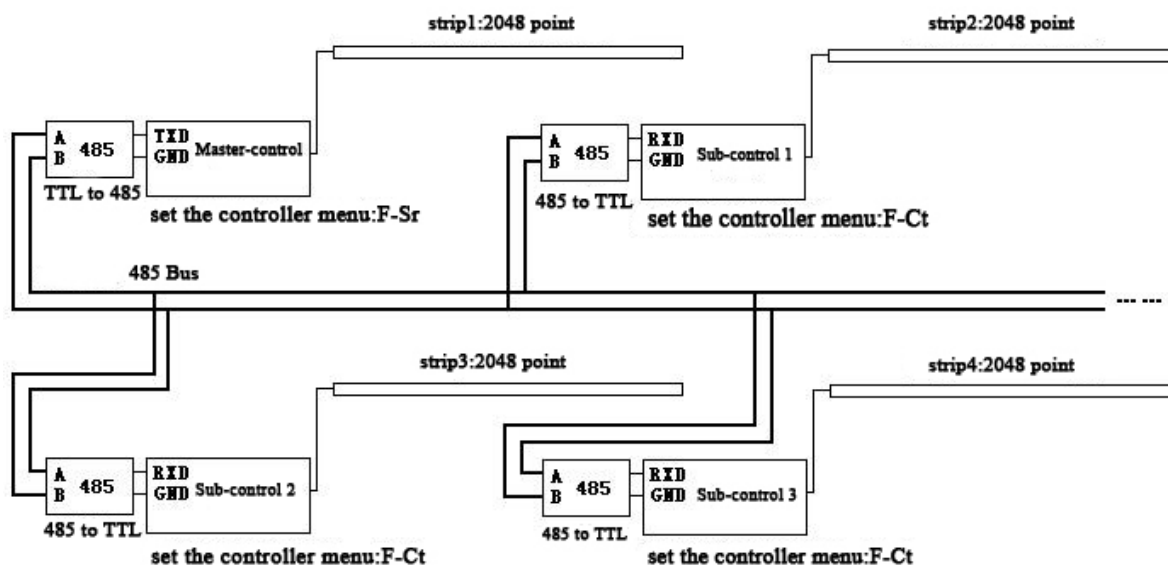 strip1:2048 point
strip2:2048 point
A
B
485
TXD
GND
Master-control
TTL to 485
set the controller menu:F-Sr
A
B
485
RXD
GND
Sub-control 1
485 to TTL
set the controller menu:F-Ct
485 Bus
--- ---
strip3:2048 point
strip4:2048 point
A
B
485
RXD
GND
Sub-control 2
485 to TTL
set the controller menu:F-Ct
A
B
485
RXD
GND
Sub-control 3
485 to TTL
set the controller menu:F-Ct